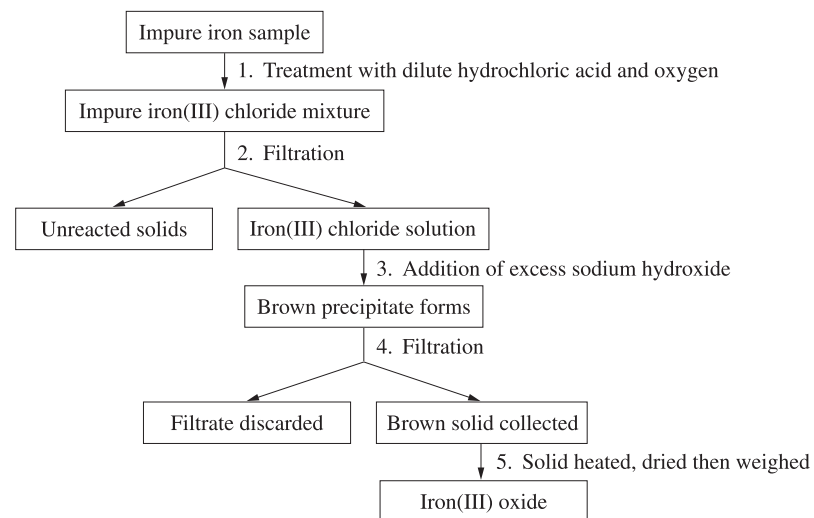 Impure iron sample
1. Treatment with dilute hydrochloric acid and oxygen
Impure iron(III) chloride mixture
2. Filtration
Unreacted solids
Iron(III) chloride solution
3. Addition of excess sodium hydroxide
Brown precipitate forms
4. Filtration
Filtrate discarded
Brown solid collected
5. Solid heated, dried then weighed
Iron(III) oxide